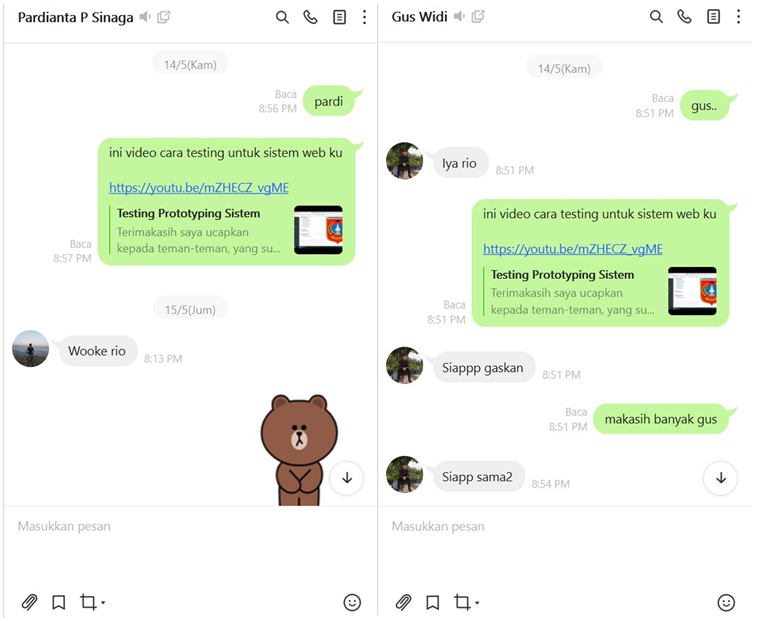 Pardianta P Sinaga
14/5(Kam)
pardi
Baca
8:56 PM
ini video cara testing untuk sistem web ku
https://youtu.be/mZHECZ_vgME
Testing Prototyping Sistem
Terimakasih saya ucapkan
kepada teman-teman, yang su...
Baca
8:57 PM
15/5(Jum)
Wooke rio
8:13 PM
Masukkan pesan
Gus Widi
14/5(Kam)
gus..
Baca
8:51 PM
Iya rio
8:51 PM
ini video cara testing untuk sistem web ku
https://youtu.be/mZHECZ_vgME
Testing Prototyping Sistem
Terimakasih saya ucapkan
kepada teman-teman, yang su...
Baca
8:51 PM
Siappp gaskan
8:51 PM
makasih banyak gus
Baca
8:51 PM
Siapp sama2
8:54 PM
Masukkan pesan